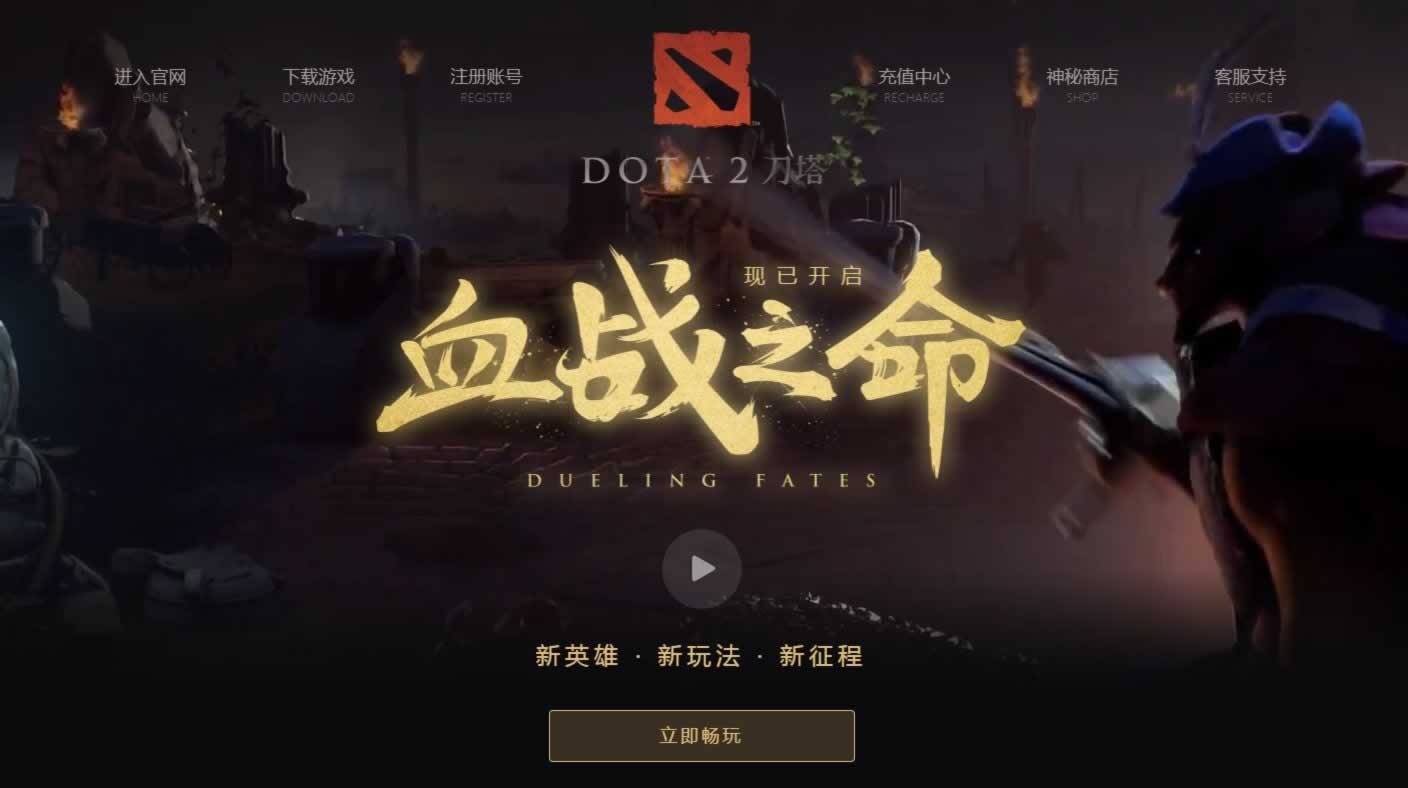 进入官网 下载游戏 注册账号 充值中心 神秘商店 客服支持
HOME DOWNLOAD REGISTER RECHARGE SHOP SERVICE
DOTA 2 刀塔
现已开启
血战之命
DUELING FATES
新英雄 · 新玩法 · 新征程
立即畅玩